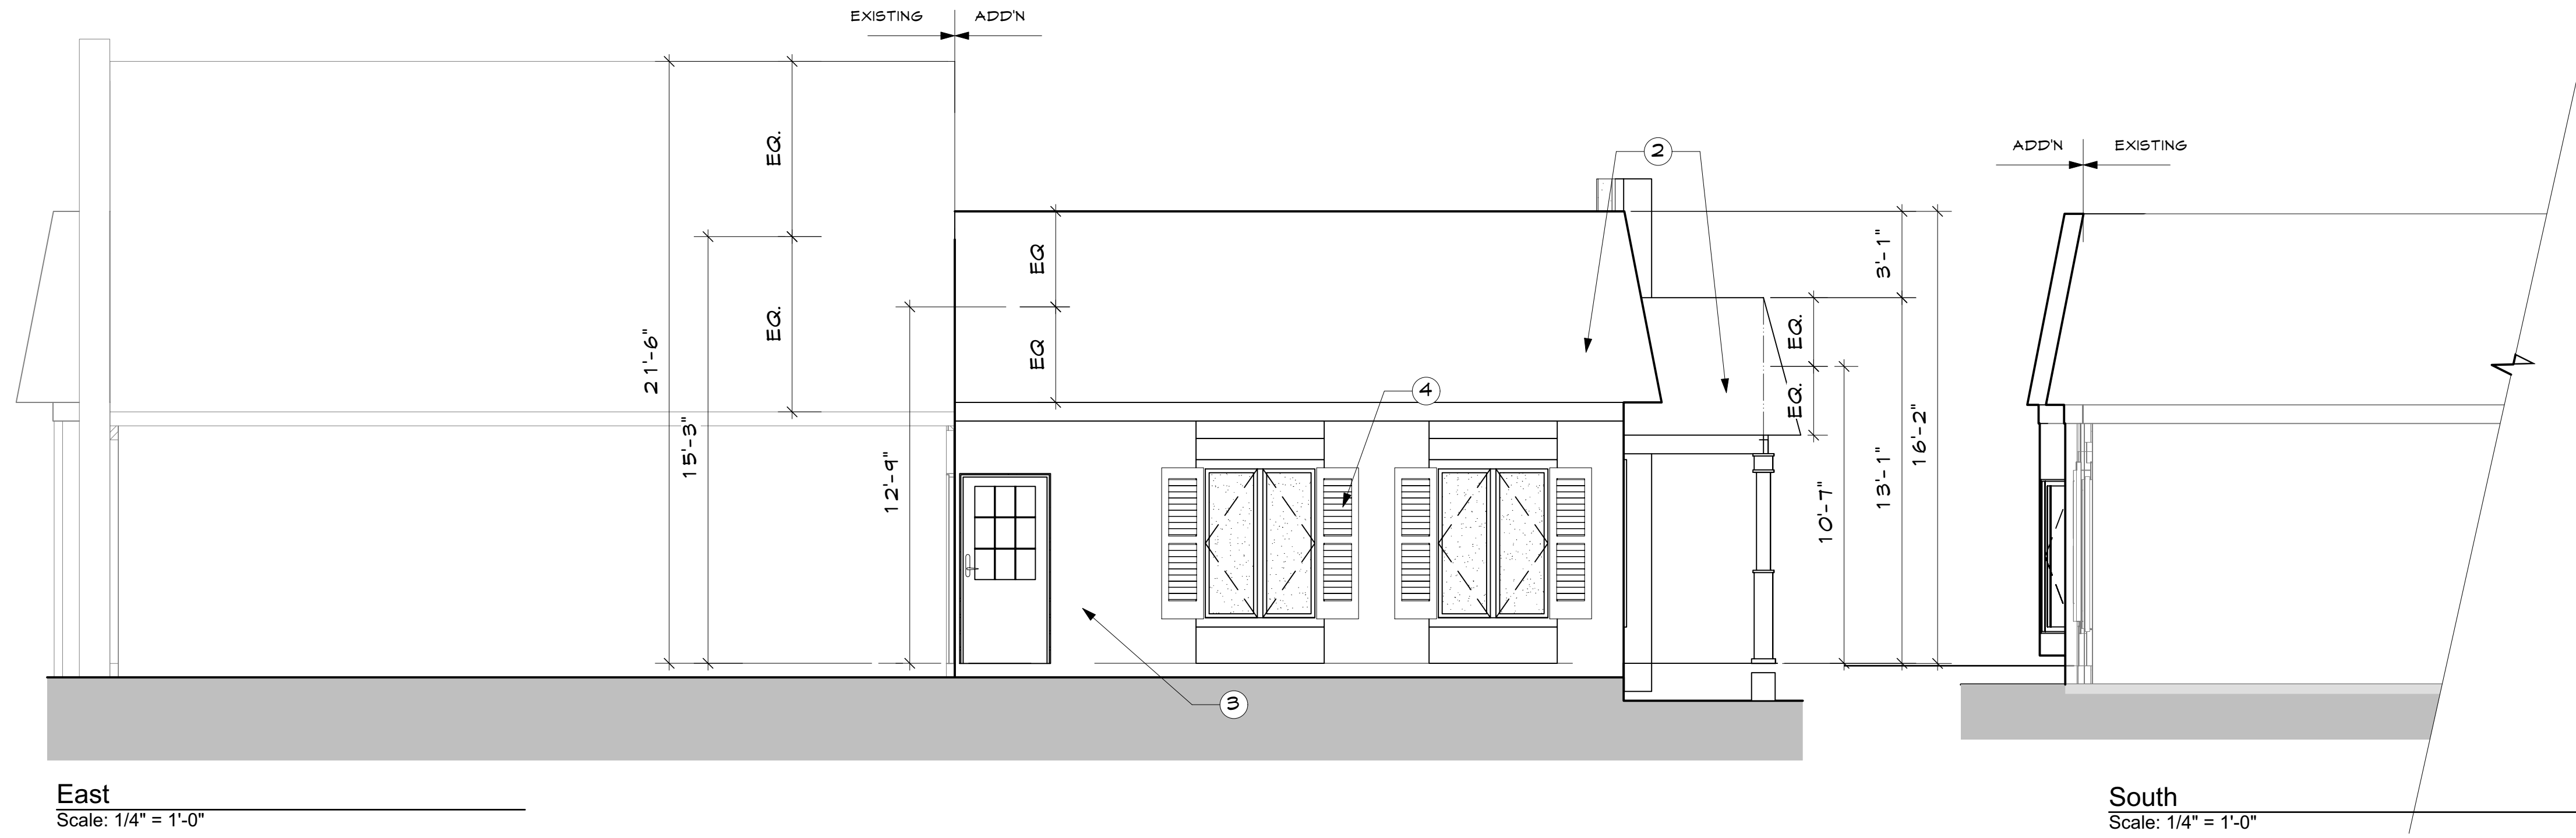 EXISTING
ADD'N
EQ.
EQ.
21'-6"
15'-3"
12'-9"
EQ
EQ
2
4
3
EQ.
EQ.
3'-1"
10'-7"
13'-1"
16'-2"
ADD'N
EXISTING
East
Scale: 1/4" = 1'-0"
South
Scale: 1/4" = 1'-0"